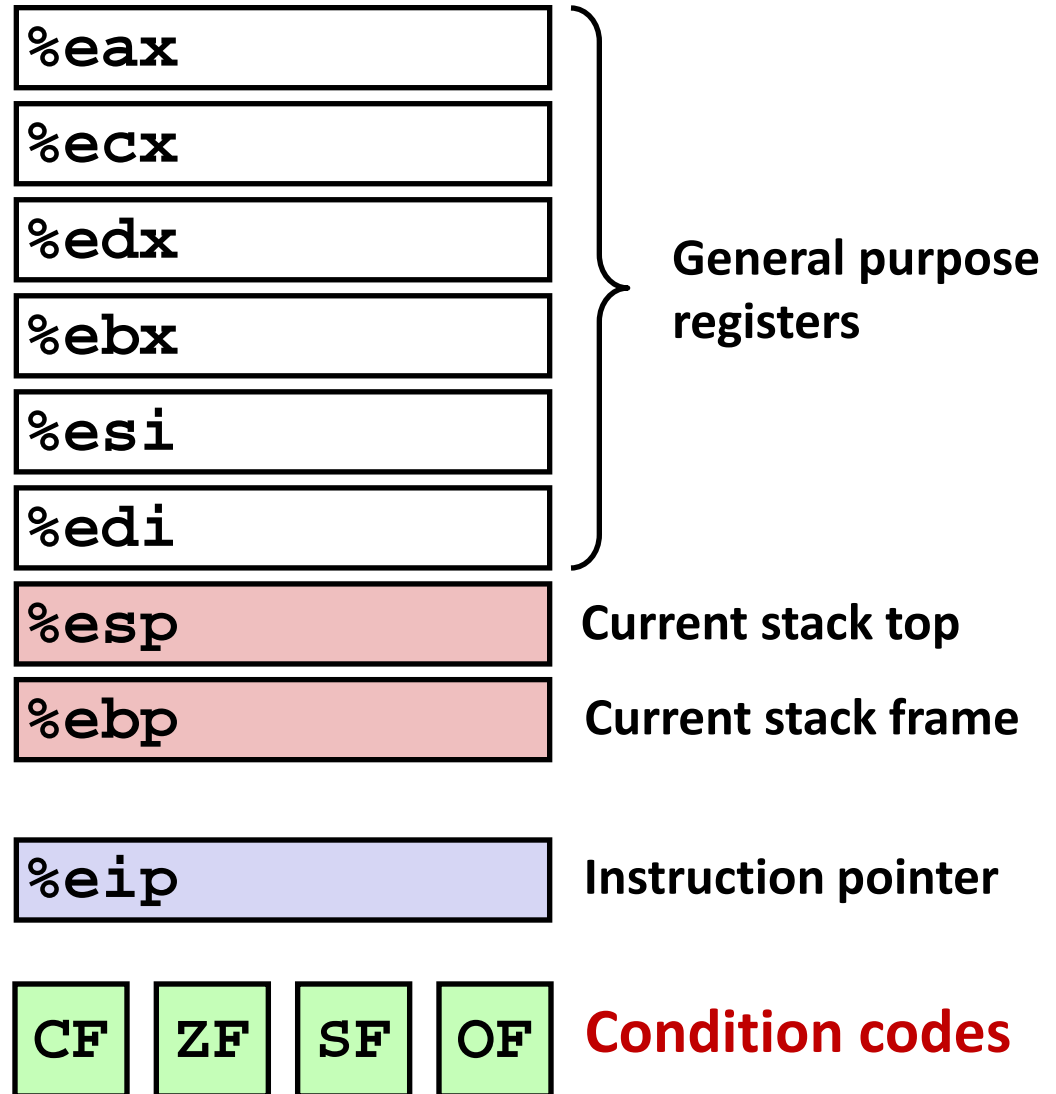 %eax
%ecx
%edx
%ebx
%esi
%edi
General purpose
registers
%esp
Current stack top
%ebp
Current stack frame
%eip
Instruction pointer
CF ZF SF OF
Condition codes